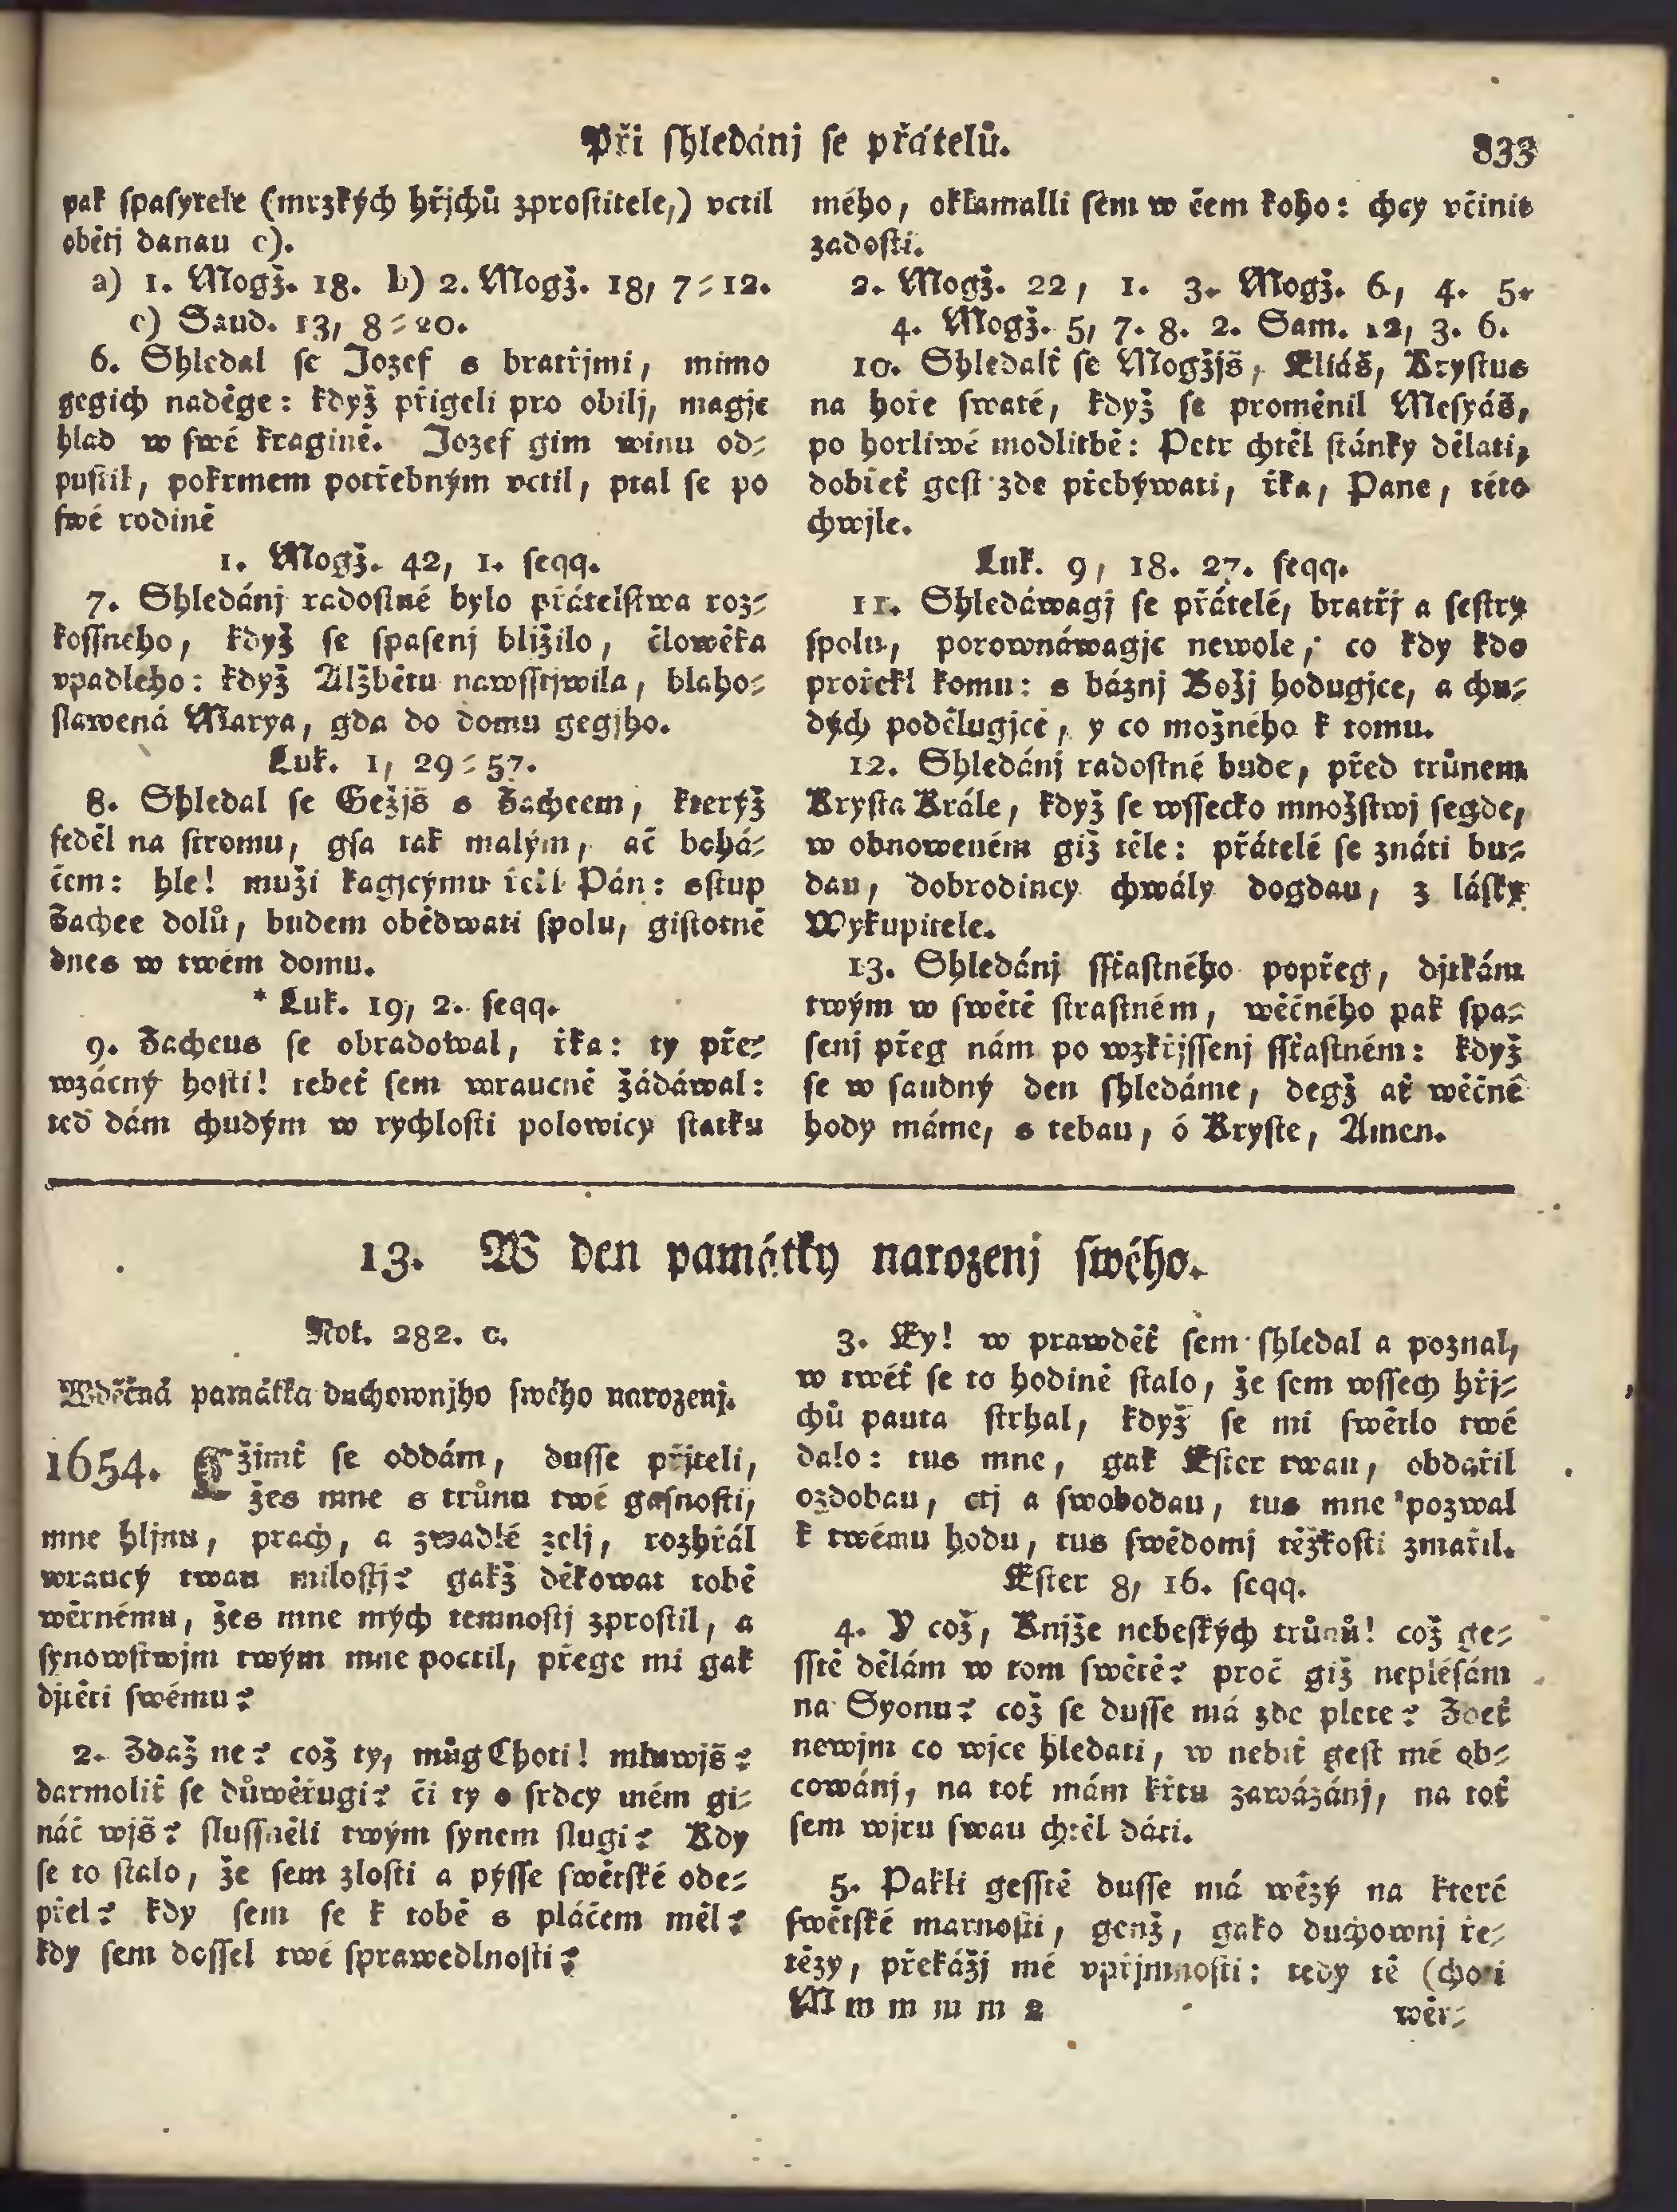 Při ſhledánj ſe přátelů.
833
pak ſpaſytele (mrzkých hřjchů zproſtitele,) vctil
obětj danau c).
a) 1. Mogž. 18. b) 2. Mogž. 18, 7-12.
c) Saud. 13, 8-20.
6. Shledal ſe Jozef s bratřjmi, mimo
gegich naděge: když přigeli pro obilj, magje
hlad w ſwé kragině. Jozef gim winu od-
puſtil, pokrmem potřebným vctil, ptal ſe po
ſwé rodině
1. Mogž. 42, 1. ſeqq.
7. Shledánj radoſtné bylo přátelſtwa roz-
koſſného, když ſe ſpaſenj bljžilo, člowěka
vpadlého: když Alžbětu nawſſtjwila, blaho-
ſlawená Marya, gda do domu gegjho.
Luk. 1, 29-57.
8. Shledal ſe Gežjš s Zacheem, kterýž
ſeděl na ſtromu, gſa tak malým, ač bohá-
čem: hle! muži kagjcýmu řekl Pán: sſtup
Zachee dolů, budem obědwati ſpolu, giſtotně
dnes w twém domu.
* Luk. 19, 2. ſeqq.
9. Zacheus ſe obradowal, řka: ty pře-
wzácný hoſti! tebeť ſem wraucně žádáwal:
teď dám chudým w rychloſti polowicy ſtatku
mého, oklamalli ſem w čem koho: chcy včinit
zadoſti.
2. Mogž. 22, 1. 3. Mogž. 6, 4. 5.
4. Mogž. 5, 7. 8. 2. Sam. 12, 3. 6.
10. Shledalť ſe Mogžjš, Eliáš, Kryſtus
na hoře ſwaté, když ſe proměnil Meſyáš,
po horliwé modlitbě: Petr chtěl ſtánky dělati,
dobřeť geſt zde přebýwati, řka, Pane, této
chwjle.
Luk. 9, 18. 27. ſeqq.
11. Shledáwagj ſe přátelé, bratřj a ſeſtry
ſpolu, porownáwagjc newole, co kdy kdo
prořekl komu: s báznj Božj hodugjce, a chu-
dých podělugjce, y co možného k tomu.
12. Shledánj radoſtné bude, před trůnem
Kryſta Krále, když ſe wſſecko množſtwj ſegde,
w obnoweném giž těle: přátelé ſe znáti bu-
dau, dobrodincy chwály dogdau, z láſky
Wykupitele.
13. Shledánj ſſťaſtného popřeg, djtkám
twým w ſwětě ſtraſtném, wěčného pak ſpa-
ſenj přeg nám po wzkřjſſenj ſſťaſtném: když
ſe w ſaudný den ſhledáme, degž ať wěčně
hody máme, s tebau, ó Kryſte, Amen.
13. W den památky narozenj ſwého.
Not. 282. c.
Wděčná památka duchownjho ſwého narozenj.
1654. Cžimť ſe oddám, duſſe přjteli,
žes mne s trůnu twé gaſnoſti,
mne hljnu, prach, a zwadlé zelj, rozhřál
wraucý twau miloſtj? gakž děkowat tobě
wěrnému, žes mne mých temnoſtj zproſtil, a
ſynowſtwjm twým mne poctil, přege mi gak
djtěti ſwému?
2. Zdaž ne? což ty, můg Choti! mluwjš?
darmoliť ſe důwěřugi? či ty o ſrdcy mém gi-
náč wjš? ſluſſněli twým ſynem ſlugi? Kdy
ſe to ſtalo, že ſem zloſti a pýſſe ſwětſké ode-
přel? kdy ſem ſe k tobě s pláčem měl?
kdy ſem doſſel twé ſprawedlnoſti?
3. Ey! w prawděť ſem ſhledal a poznal,
w twéť ſe to hodině ſtalo, že ſem wſſech hřj-
chů pauta ſtrhal, když ſe mi ſwětlo twé
dalo: tus mne, gak Eſter twau, obdařil
ozdobau, ctj a ſwobodau, tus mne pozwal
k twému hodu, tus ſwědomj těžkoſti zmařil.
Eſter 8, 16. ſeqq.
4. Y což, Knjže nebeſkých trůnů! což ge-
ſſtě dělám w tom ſwětě? proč giž nepléſám
na Syonu? což ſe duſſe má zde plete? Zdeť
newjm co wjce hledati, w nebiť geſt mé ob-
cowánj, na toť mám křtu zawázánj, na toť
ſem wjru ſwau chtěl dáti.
5. Pakli geſſtě duſſe má wězý na které
ſwětſké marnoſti, genž, gako duchownj ře-
tězy, překážj mé vpřjmnoſti: tedy tě (choti
M m m m m 2
wěr-